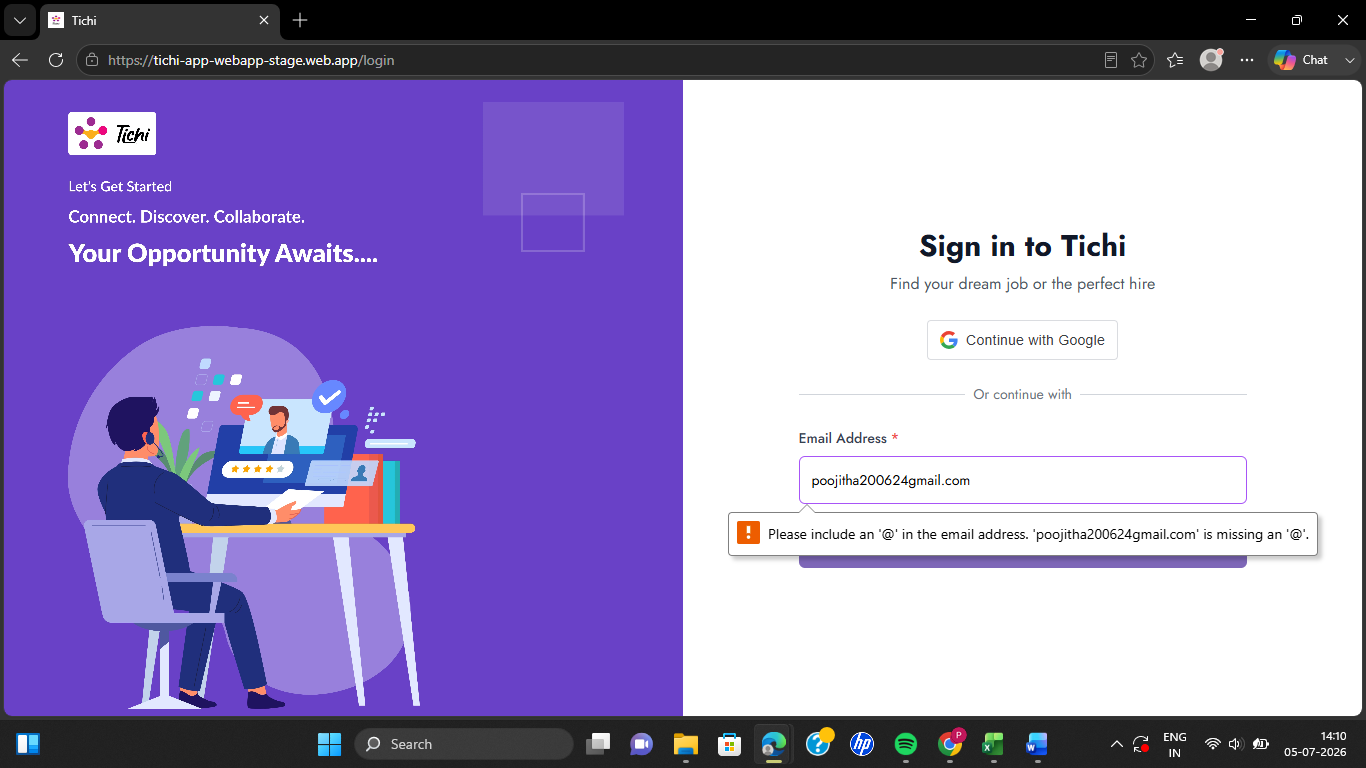 Tichi
https://tichi-app-webapp-stage.web.app/login
Chat
Tichi
Let's Get Started
Connect. Discover. Collaborate.
Your Opportunity Awaits....
Sign in to Tichi
Find your dream job or the perfect hire
Continue with Google
Or continue with
Email Address *
poojitha200624gmail.com
Please include an '@' in the email address. 'poojitha200624gmail.com' is missing an '@'.
Search
hp
P
ENG
IN
14:10
05-07-2026